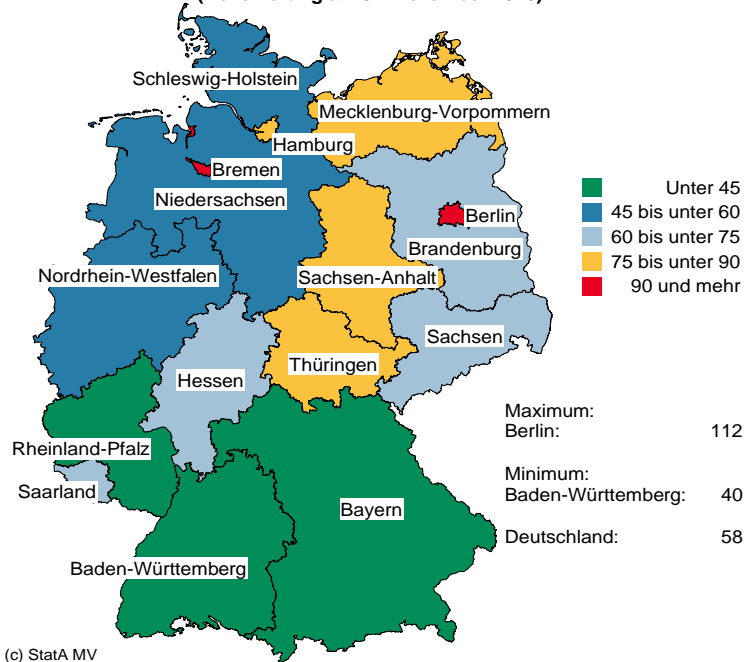 Schleswig-Holstein
Mecklenburg-Vorpommern
Hamburg
Bremen
Niedersachsen
Berlin
Brandenburg
Nordrhein-Westfalen
Sachsen-Anhalt
Sachsen
Thüringen
Hessen
Rheinland-Pfalz
Saarland
Bayern
Baden-Württemberg
Unter 45
45 bis unter 60
60 bis unter 75
75 bis unter 90
90 und mehr
Maximum:
Berlin: 112
Minimum:
Baden-Württemberg: 40
Deutschland: 58
(c) StatA MV